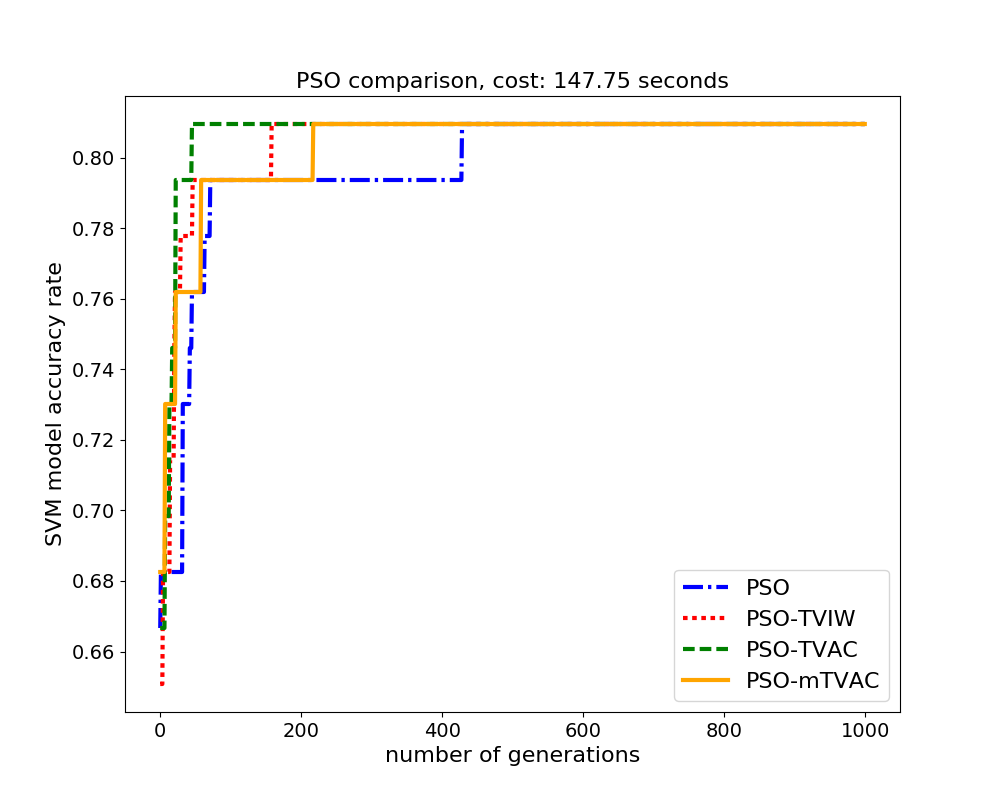 PSO comparison, cost: 147.75 seconds
SVM model accuracy rate
0.80
0.78
0.76
0.74
0.72
0.70
0.68
0.66
PSO
PSO-TVIW
PSO-TVAC
PSO-mTVAC
0 200 400 600 800 1000
number of generations